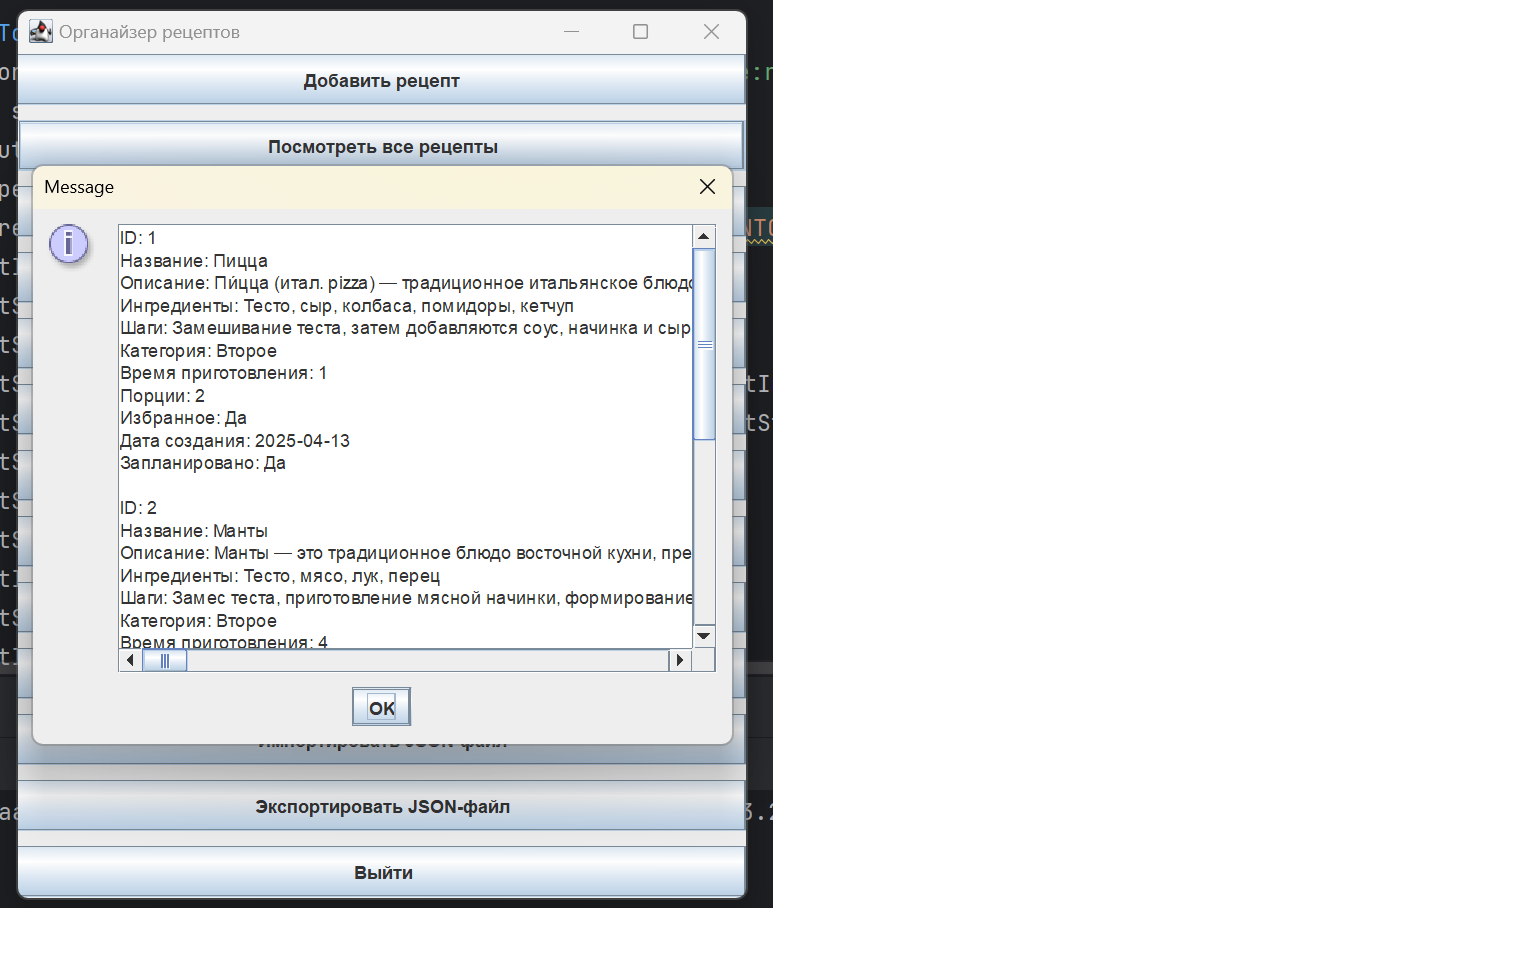 Органайзер рецептов
Добавить рецепт
Посмотреть все рецепты
Message
ID: 1
Название: Пицца
Описание: Пи́цца (итал. pizza) — традиционное итальянское блюдо
Ингредиенты: Тесто, сыр, колбаса, помидоры, кетчуп
Шаги: Замешивание теста, затем добавляются соус, начинка и сыр
Категория: Второе
Время приготовления: 1
Порции: 2
Избранное: Да
Дата создания: 2025-04-13
Запланировано: Да
ID: 2
Название: Манты
Описание: Манты — это традиционное блюдо восточной кухни, пре
Ингредиенты: Тесто, мясо, лук, перец
Шаги: Замес теста, приготовление мясной начинки, формирование
Категория: Второе
Время приготовления: 4
OK
Импортировать JSON-файл
Экспортировать JSON-файл
Выйти